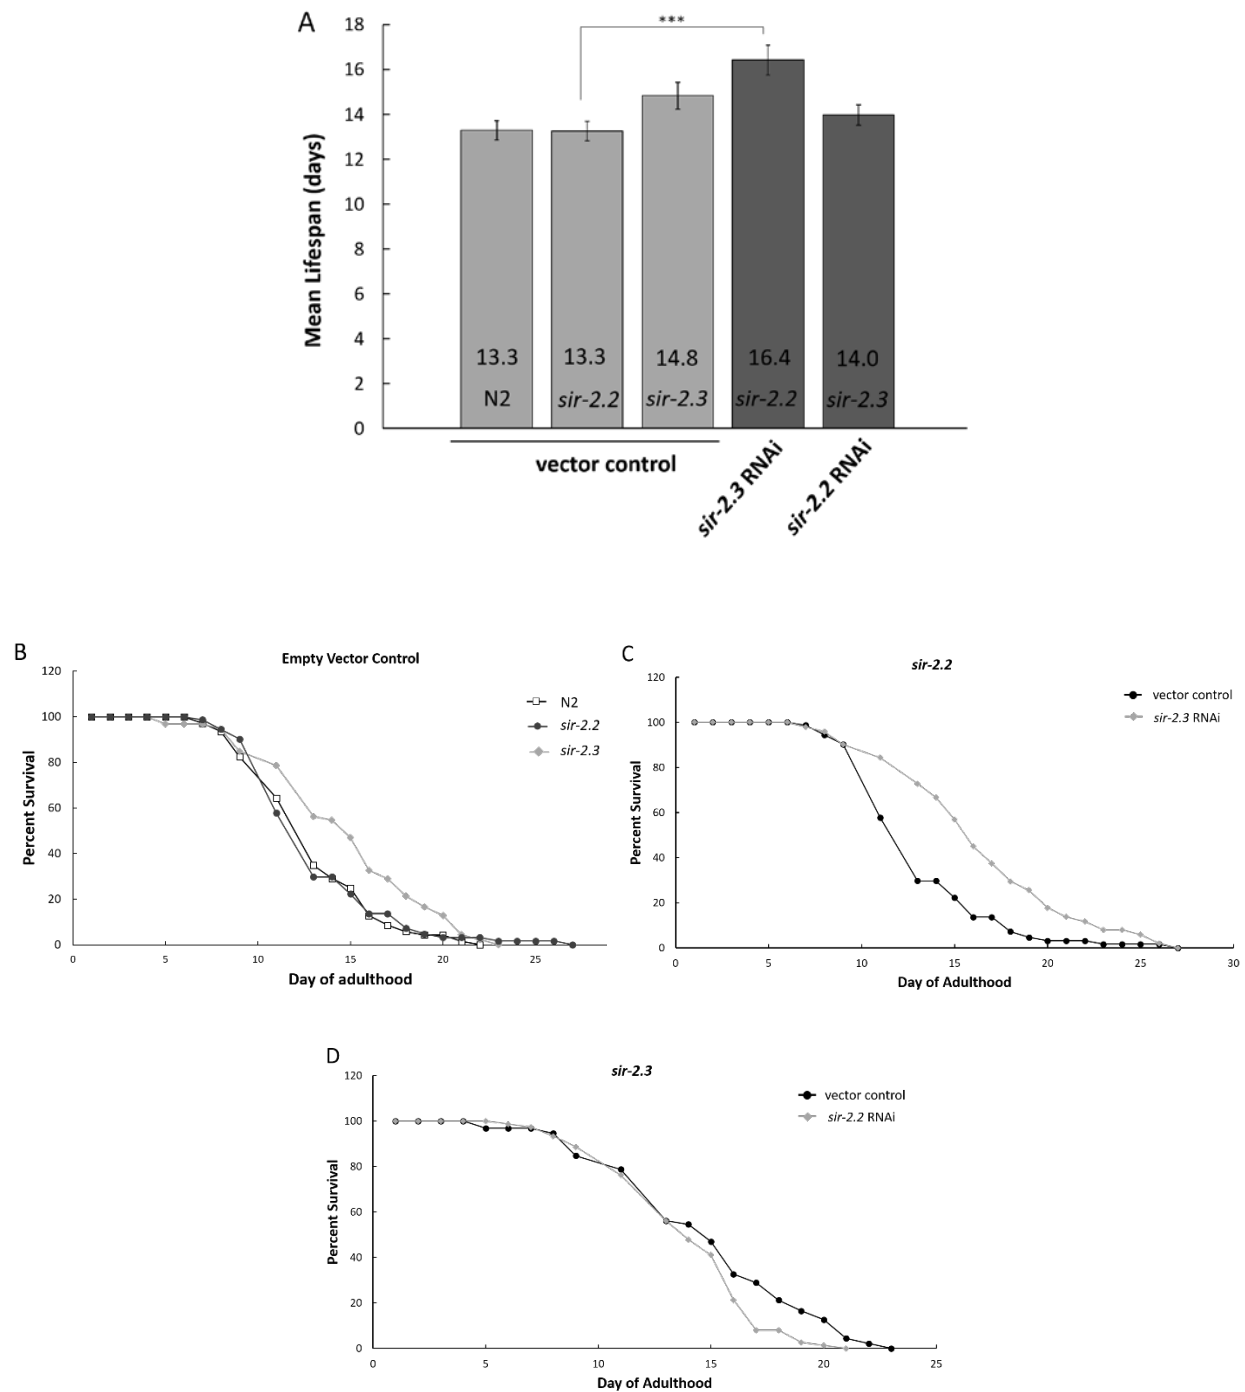 A
***
18
16
14
12
10
8
6
4
2
0
Mean Lifespan (days)
13.3 13.3 14.8 16.4 14.0
N2 sir-2.2 sir-2.3 sir-2.2 sir-2.3
vector control
sir-2.3 RNAi
sir-2.2 RNAi
B
Empty Vector Control
120
100
80
60
40
20
0
Percent Survival
N2
sir-2.2
sir-2.3
0 5 10 15 20 25
Day of adulthood
C
sir-2.2
120
100
80
60
40
20
0
Percent Survival
vector control
sir-2.3 RNAi
0 5 10 15 20 25 30
Day of Adulthood
D
sir-2.3
120
100
80
60
40
20
0
Percent Survival
vector control
sir-2.2 RNAi
0 5 10 15 20 25
Day of Adulthood